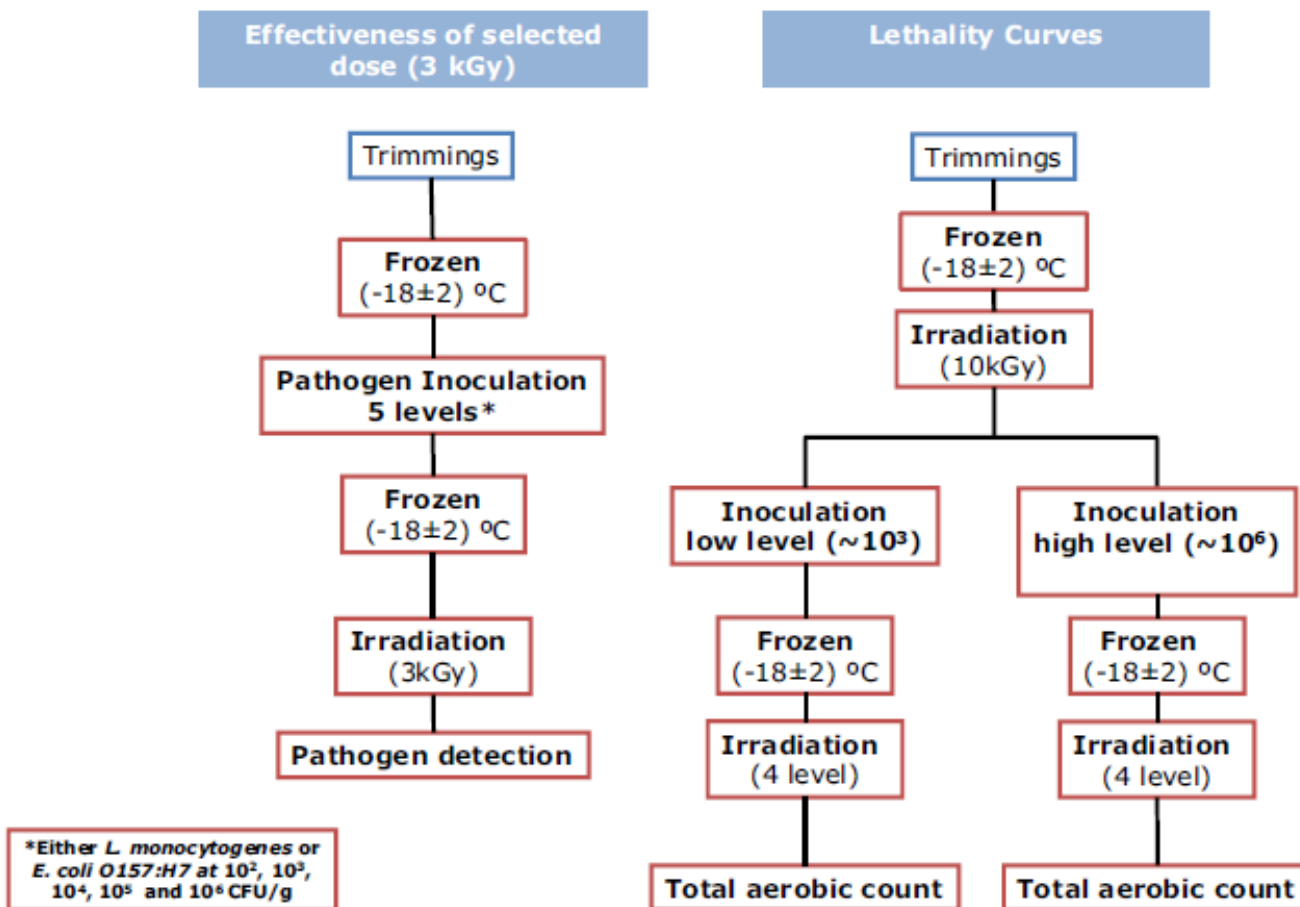 Effectiveness of selected
dose (3 kGy)
Trimmings
Frozen
(-18±2) ºC
Pathogen Inoculation
5 levels*
Frozen
(-18±2) ºC
Irradiation
(3kGy)
Pathogen detection
*Either L. monocytogenes or
E. coli O157:H7 at 10², 10³,
10⁴, 10⁵ and 10⁶ CFU/g
Lethality Curves
Trimmings
Frozen
(-18±2) ºC
Irradiation
(10kGy)
Inoculation
low level (~10³)
Frozen
(-18±2) ºC
Irradiation
(4 level)
Total aerobic count
Inoculation
high level (~10⁶)
Frozen
(-18±2) ºC
Irradiation
(4 level)
Total aerobic count